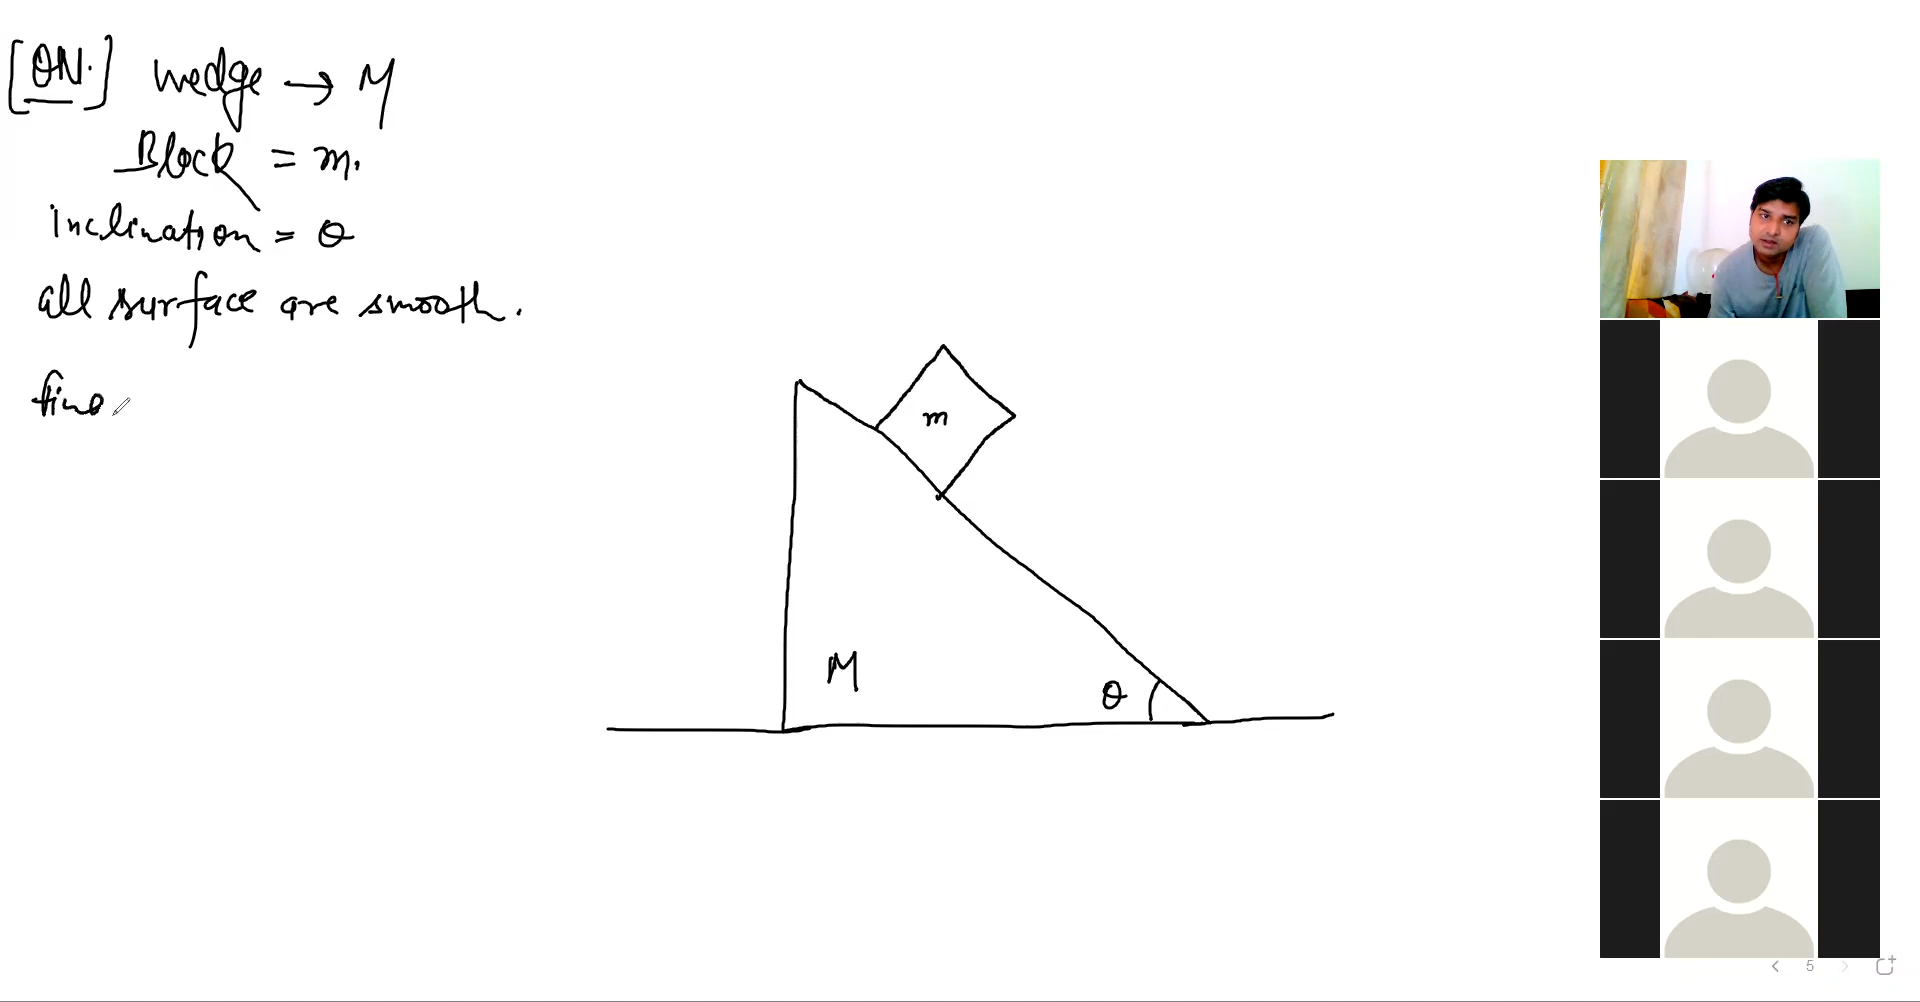 [QN.] wedge → M
Block = m.
Inclination = θ
all surface are smooth.
find
m
M
θ
5